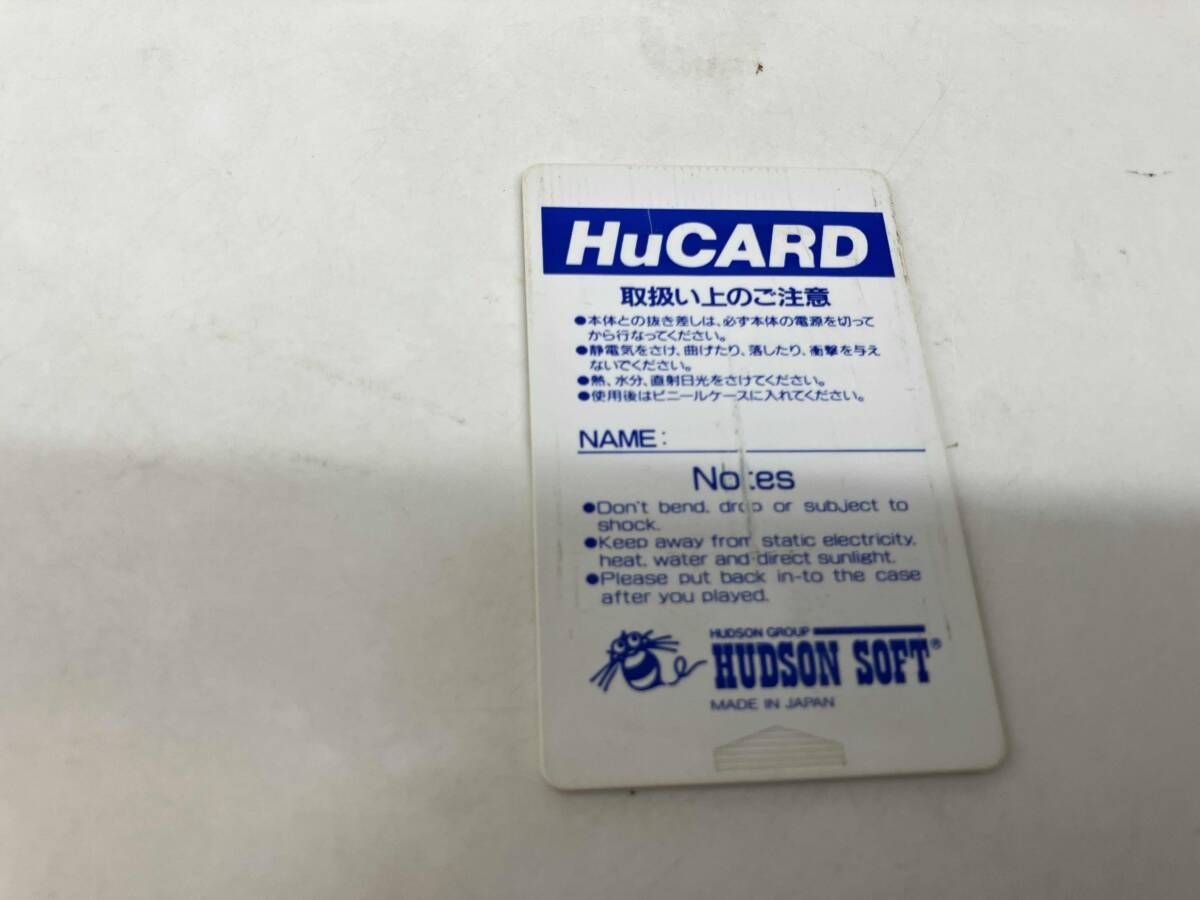 HuCARD
取扱い上のご注意
●本体との抜き差しは、必ず本体の電源を切って
から行なってください。
●静電気をさけ、曲げたり、落したり、衝撃を与え
ないでください。
●熱、水分、直射日光をさけてください。
●使用後はビニールケースに入れてください。
NAME:
Notes
●Don't bend, drop or subject to
shock.
●Keep away from static electricity,
heat, water and direct sunlight.
●Please put back in-to the case
after you played.
HUDSON GROUP
HUDSON SOFT®
MADE IN JAPAN